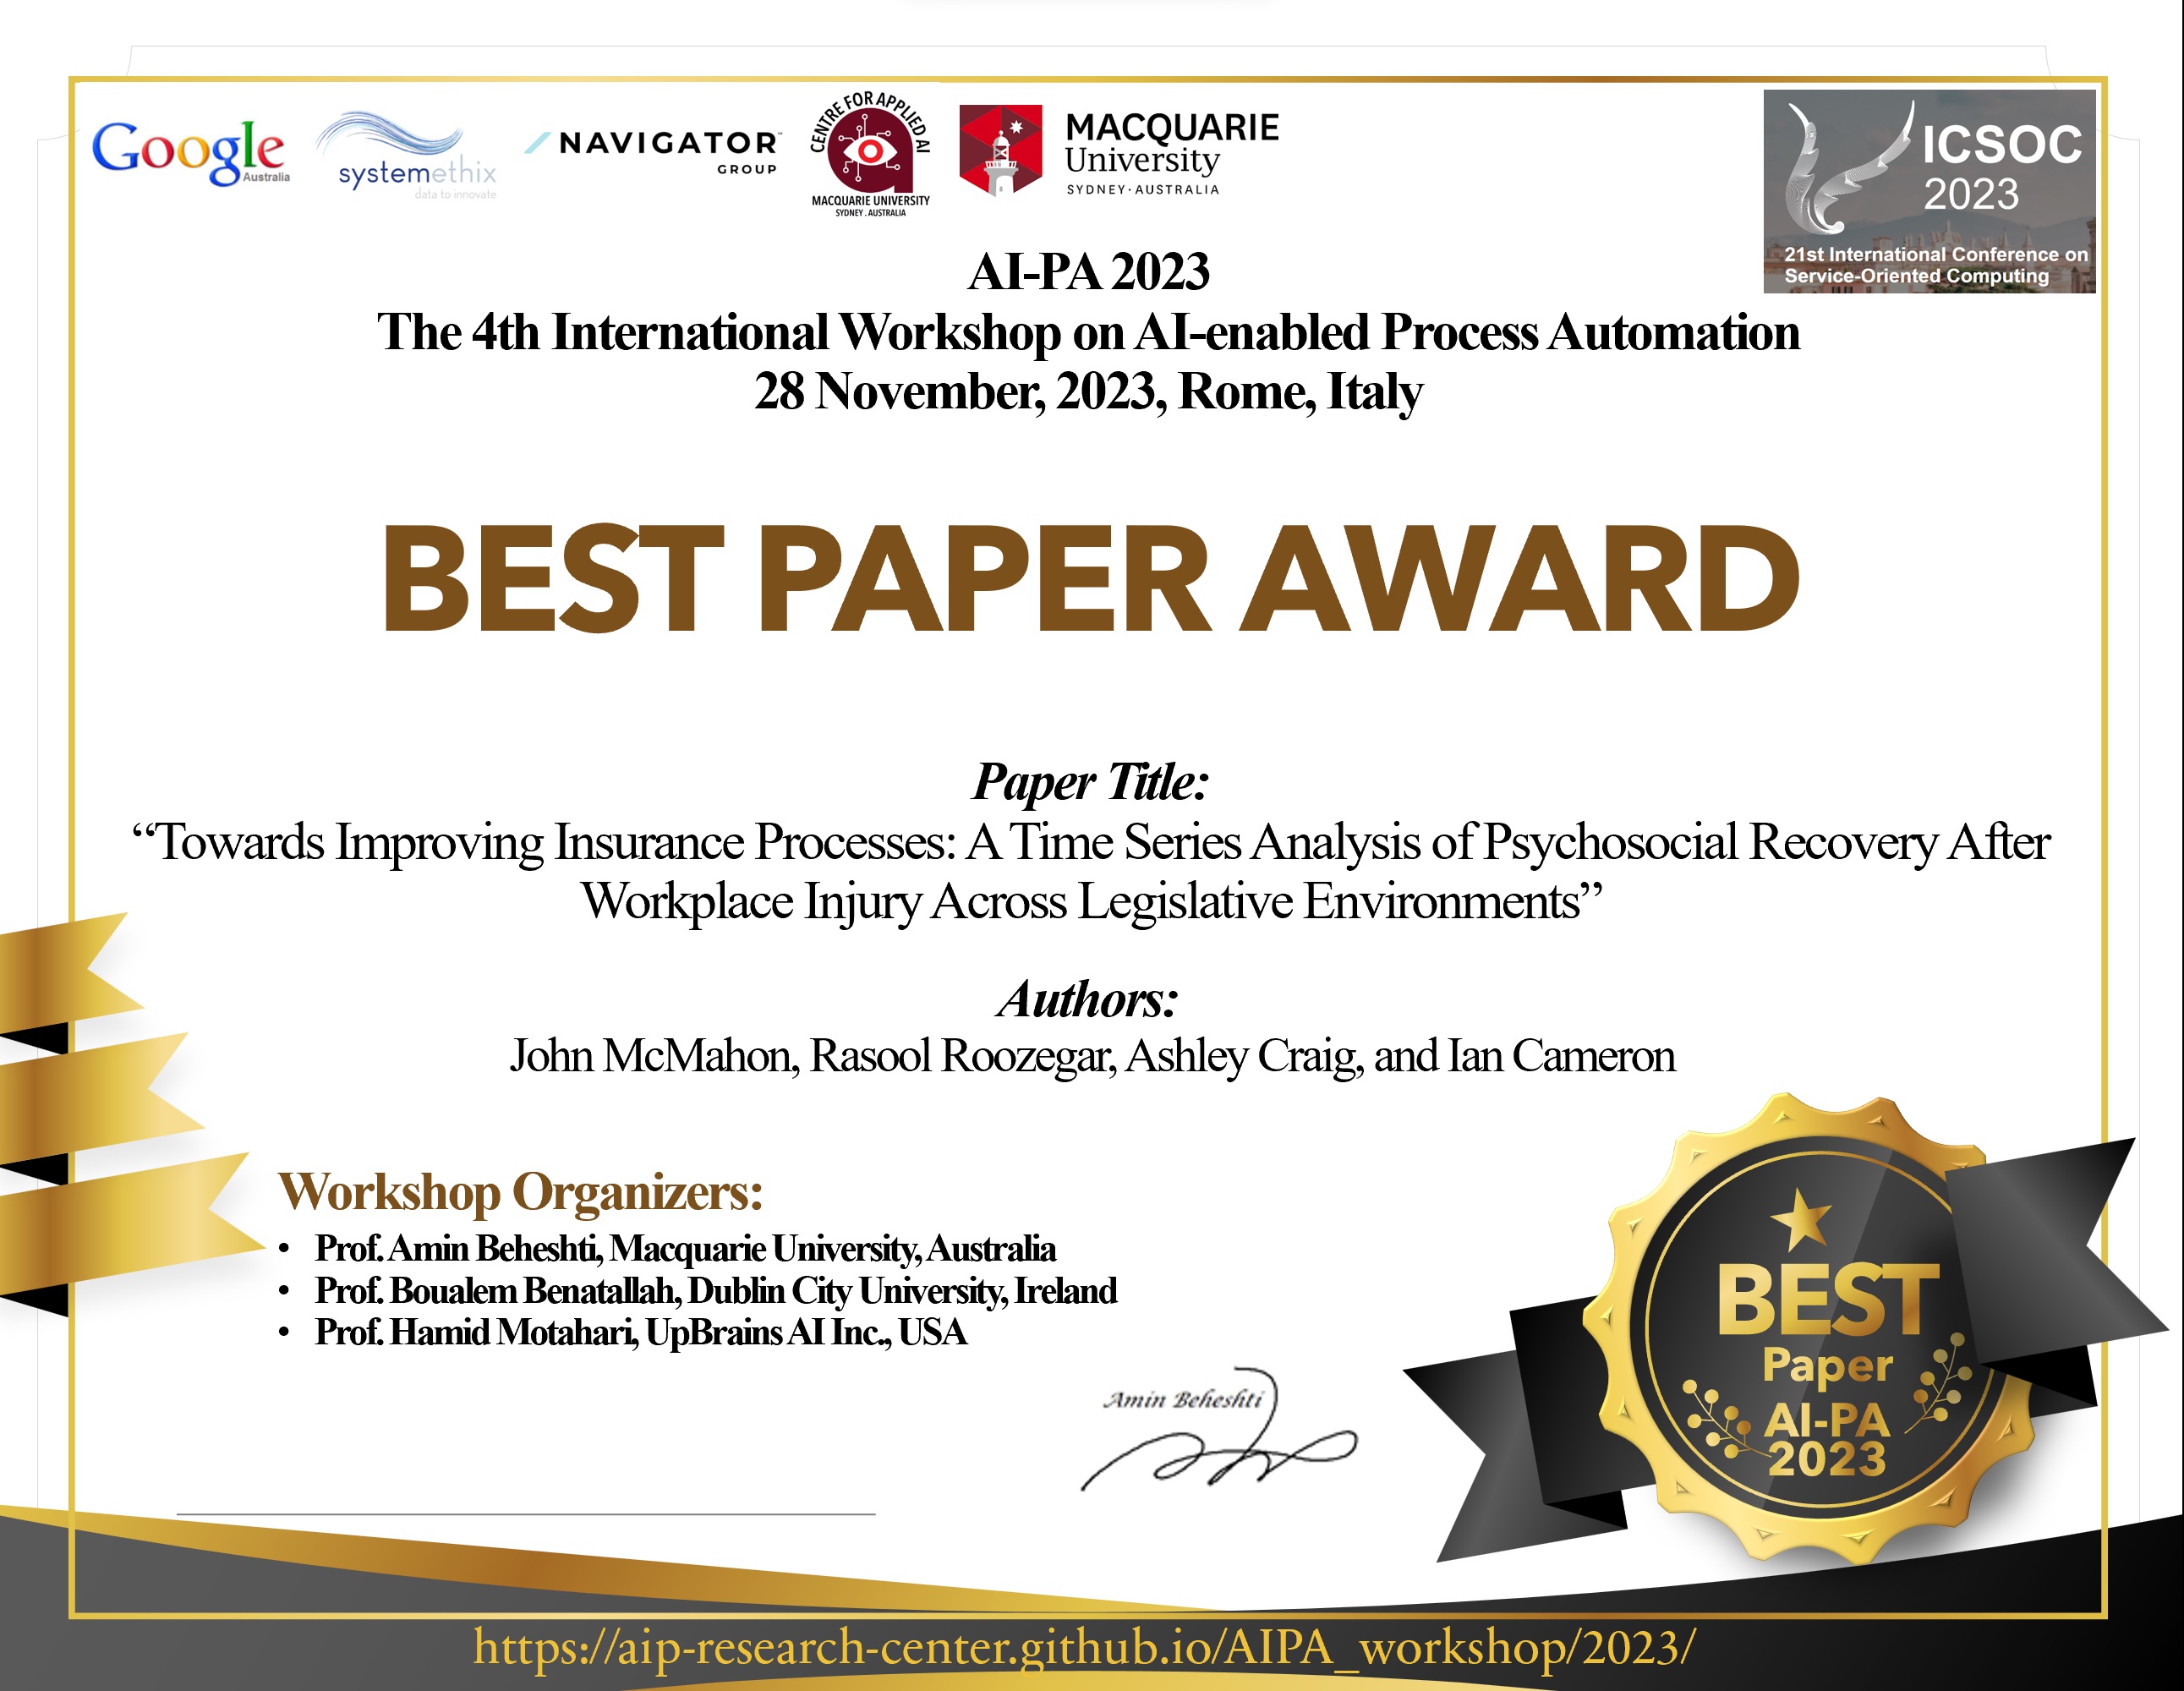 Google
Australia
systemethix
data to innovate
NAVIGATOR
GROUP
CENTRE FOR APPLIED AI
MACQUARIE UNIVERSITY
SYDNEY . AUSTRALIA
MACQUARIE
University
SYDNEY · AUSTRALIA
ICSOC
2023
21st International Conference on
Service-Oriented Computing
AI-PA 2023
The 4th International Workshop on AI-enabled Process Automation
28 November, 2023, Rome, Italy
BEST PAPER AWARD
Paper Title:
“Towards Improving Insurance Processes: A Time Series Analysis of Psychosocial Recovery After
Workplace Injury Across Legislative Environments”
Authors:
John McMahon, Rasool Roozegar, Ashley Craig, and Ian Cameron
Workshop Organizers:
• Prof. Amin Beheshti, Macquarie University, Australia
• Prof. Boualem Benatallah, Dublin City University, Ireland
• Prof. Hamid Motahari, UpBrains AI Inc., USA
Amin Beheshti
BEST
Paper
AI-PA
2023
https://aip-research-center.github.io/AIPA_workshop/2023/